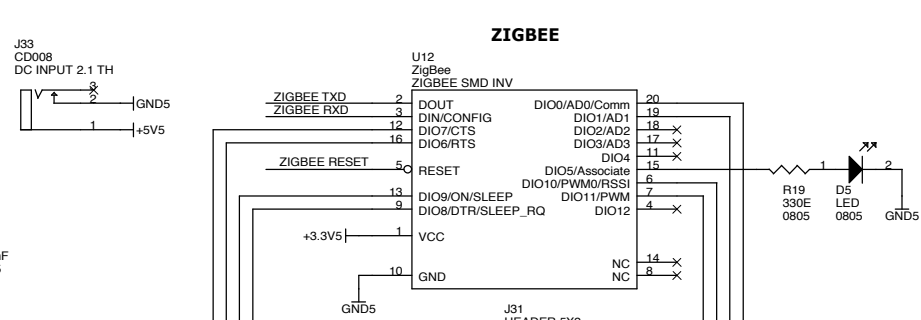 ZIGBEE
J33
CD008
DC INPUT 2.1 TH
3
2
GND5
1
+5V5
U12
ZigBee
ZIGBEE SMD INV
ZIGBEE TXD 2 DOUT
ZIGBEE RXD 3 DIN/CONFIG
12 DIO7/CTS
16 DIO6/RTS
ZIGBEE RESET 5 RESET
13 DIO9/ON/SLEEP
9 DIO8/DTR/SLEEP_RQ
+3.3V5 1 VCC
10 GND
GND5
DIO0/AD0/Comm 20
DIO1/AD1 19
DIO2/AD2 18
DIO3/AD3 17
DIO4 11
DIO5/Associate 15
DIO10/PWM0/RSSI 6
DIO11/PWM 7
DIO12 4
NC 14
NC 8
R19
330E
0805
1
2
D5
LED
0805
GND5
J31